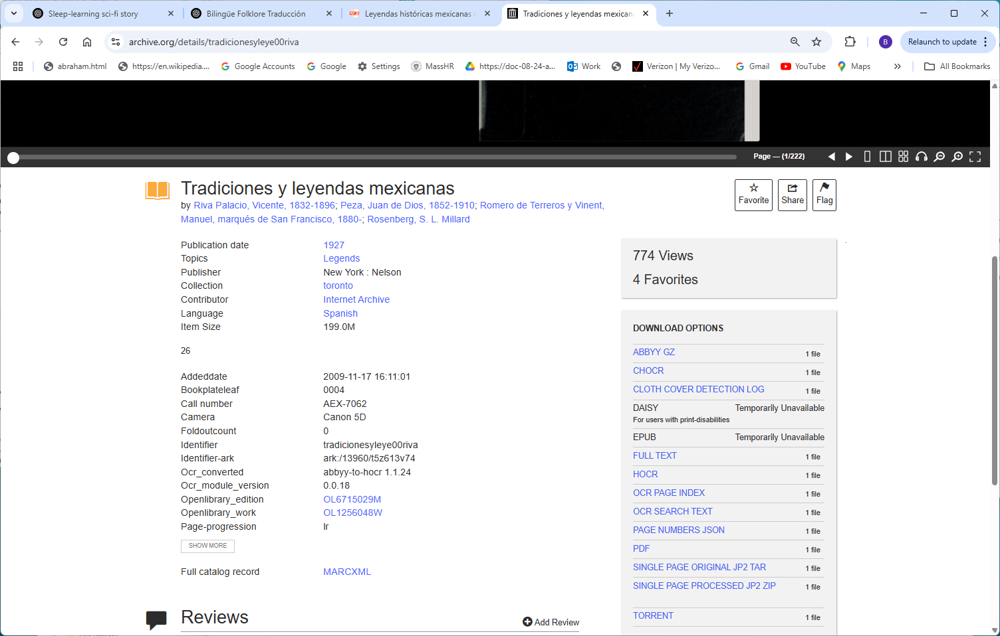 Sleep-learning sci-fi story
Bilingüe Folklore Traducción
Leyendas históricas mexicanas
Tradiciones y leyendas mexican
archive.org/details/tradicionesyleye00riva
B
Relaunch to update
abraham.html
https://en.wikipedia....
Google Accounts
Google
Settings
MassHR
https://doc-08-24-a...
Work
Verizon | My Verizo...
Gmail
YouTube
Maps
All Bookmarks
Page — (1/222)
Tradiciones y leyendas mexicanas
by Riva Palacio, Vicente, 1832-1896; Peza, Juan de Dios, 1852-1910; Romero de Terreros y Vinent,
Manuel, marqués de San Francisco, 1880-; Rosenberg, S. L. Millard
Favorite
Share
Flag
Publication date 1927
Topics Legends
Publisher New York : Nelson
Collection toronto
Contributor Internet Archive
Language Spanish
Item Size 199.0M
26
Addeddate 2009-11-17 16:11:01
Bookplateleaf 0004
Call number AEX-7062
Camera Canon 5D
Foldoutcount 0
Identifier tradicionesyleye00riva
Identifier-ark ark:/13960/t5z613v74
Ocr_converted abbyy-to-hocr 1.1.24
Ocr_module_version 0.0.18
Openlibrary_edition OL6715029M
Openlibrary_work OL1256048W
Page-progression lr
SHOW MORE
Full catalog record MARCXML
Reviews
Add Review
774 Views
4 Favorites
DOWNLOAD OPTIONS
ABBYY GZ 1 file
CHOCR 1 file
CLOTH COVER DETECTION LOG 1 file
DAISY Temporarily Unavailable
For users with print-disabilities
EPUB Temporarily Unavailable
FULL TEXT 1 file
HOCR 1 file
OCR PAGE INDEX 1 file
OCR SEARCH TEXT 1 file
PAGE NUMBERS JSON 1 file
PDF 1 file
SINGLE PAGE ORIGINAL JP2 TAR 1 file
SINGLE PAGE PROCESSED JP2 ZIP 1 file
TORRENT 1 file